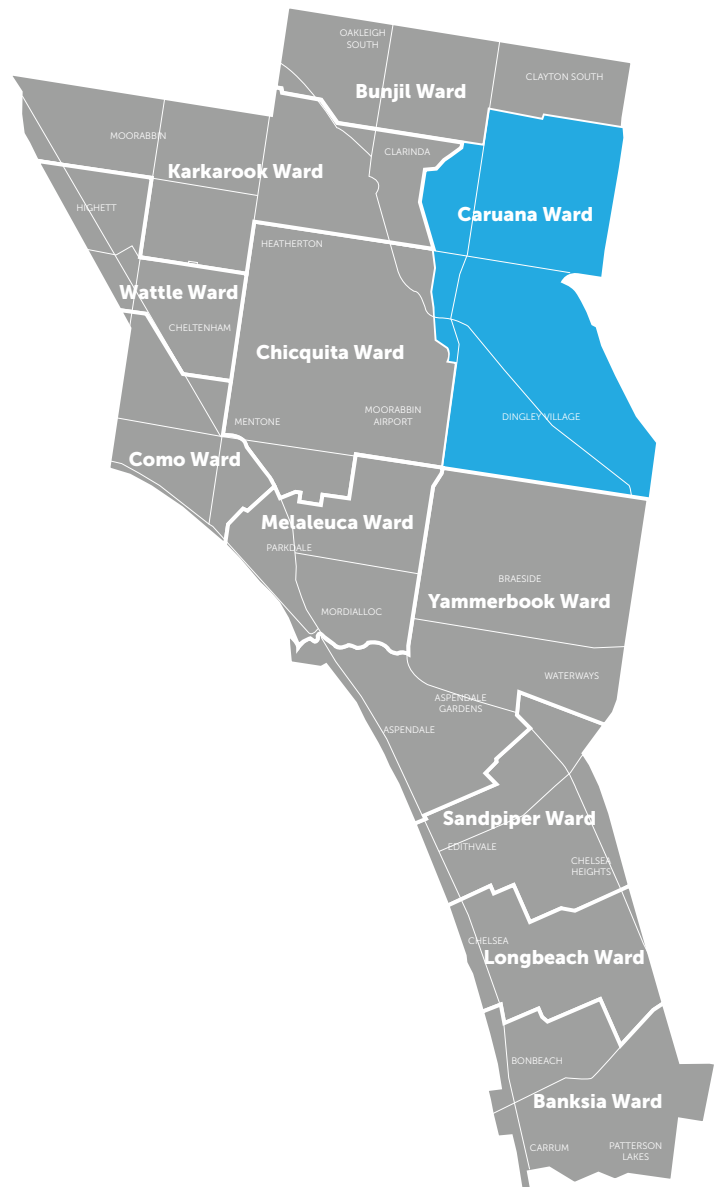 OAKLEIGH
SOUTH
CLAYTON SOUTH
Bunjil Ward
MOORABBIN
CLARINDA
Karkarook Ward
HIGHETT
Caruana Ward
HEATHERTON
Wattle Ward
CHELTENHAM
Chicquita Ward
MOORABBIN
AIRPORT
DINGLEY VILLAGE
MENTONE
Como Ward
Melaleuca Ward
PARKDALE
BRAESIDE
Yammerbook Ward
MORDIALLOC
WATERWAYS
ASPENDALE
GARDENS
ASPENDALE
Sandpiper Ward
EDITHVALE
CHELSEA
HEIGHTS
CHELSEA
Longbeach Ward
BONBEACH
Banksia Ward
CARRUM
PATTERSON
LAKES